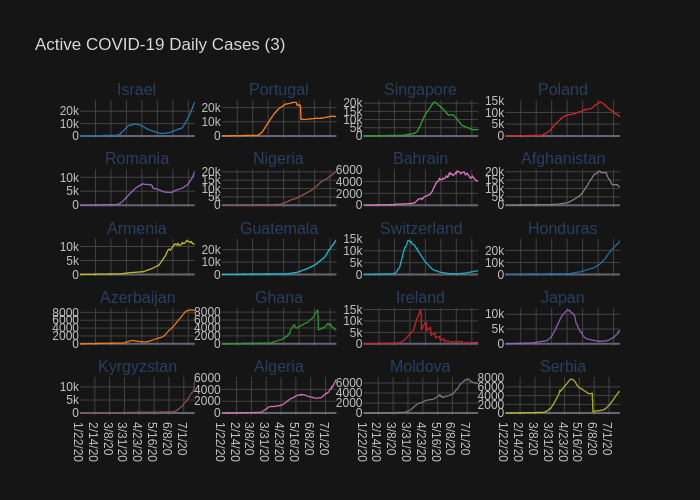 Active COVID-19 Daily Cases (3)
Israel Portugal Singapore Poland
20k 10k 0
20k 10k 0
20k 15k 10k 5k 0
15k 10k 5k 0
Romania Nigeria Bahrain Afghanistan
10k 5k 0
20k 15k 10k 5k 0
6000 4000 2000 0
20k 15k 10k 5k 0
Armenia Guatemala Switzerland Honduras
10k 5k 0
20k 10k 0
15k 10k 5k 0
20k 10k 0
Azerbaijan Ghana Ireland Japan
8000 6000 4000 2000 0
8000 6000 4000 2000 0
15k 10k 5k 0
10k 5k 0
Kyrgyzstan Algeria Moldova Serbia
10k 5k 0
6000 4000 2000 0
6000 4000 2000 0
8000 6000 4000 2000 0
1/22/20 2/14/20 3/8/20 3/31/20 4/23/20 5/16/20 6/8/20 7/1/20
1/22/20 2/14/20 3/8/20 3/31/20 4/23/20 5/16/20 6/8/20 7/1/20
1/22/20 2/14/20 3/8/20 3/31/20 4/23/20 5/16/20 6/8/20 7/1/20
1/22/20 2/14/20 3/8/20 3/31/20 4/23/20 5/16/20 6/8/20 7/1/20